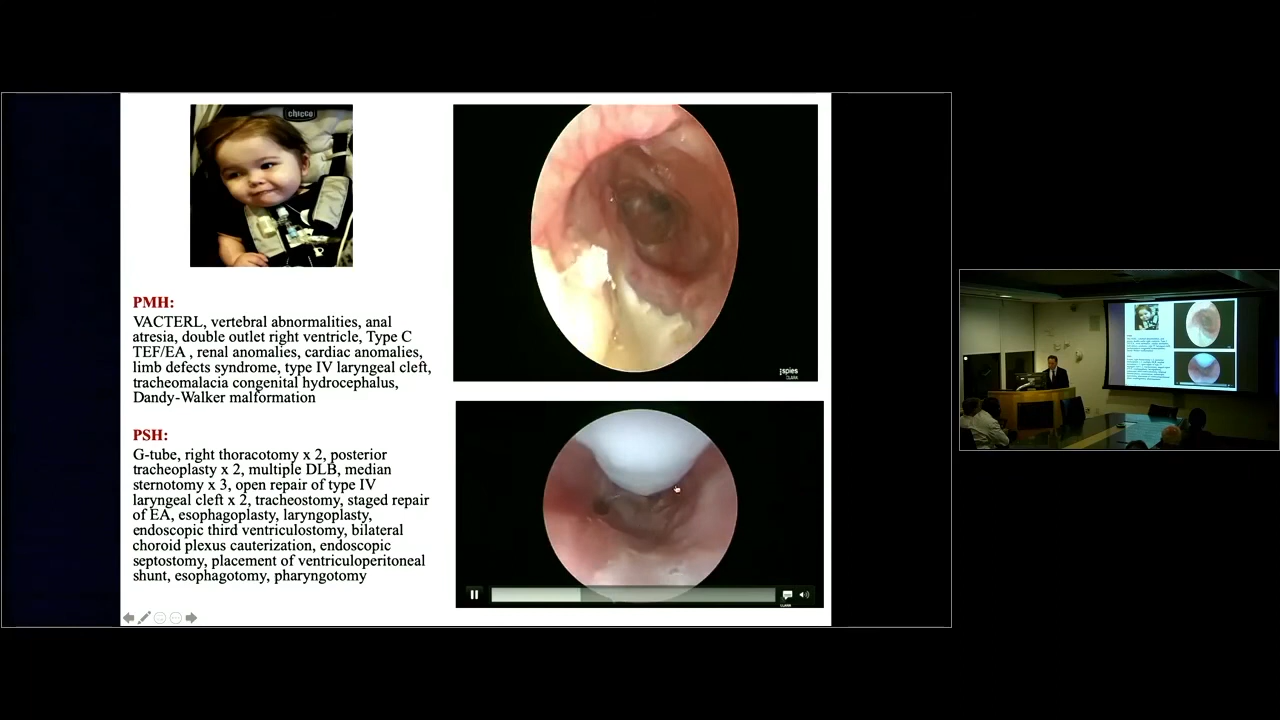 chicco
PMH:
VACTERL, vertebral abnormalities, anal
atresia, double outlet right ventricle, Type C
TEF/EA , renal anomalies, cardiac anomalies,
limb defects syndrome, type IV laryngeal cleft,
tracheomalacia congenital hydrocephalus,
Dandy-Walker malformation
PSH:
G-tube, right thoracotomy x 2, posterior
tracheoplasty x 2, multiple DLB, median
sternotomy x 3, open repair of type IV
laryngeal cleft x 2, tracheostomy, staged repair
of EA, esophagoplasty, laryngoplasty,
endoscopic third ventriculostomy, bilateral
choroid plexus cauterization, endoscopic
septostomy, placement of ventriculoperitoneal
shunt, esophagotomy, pharyngotomy